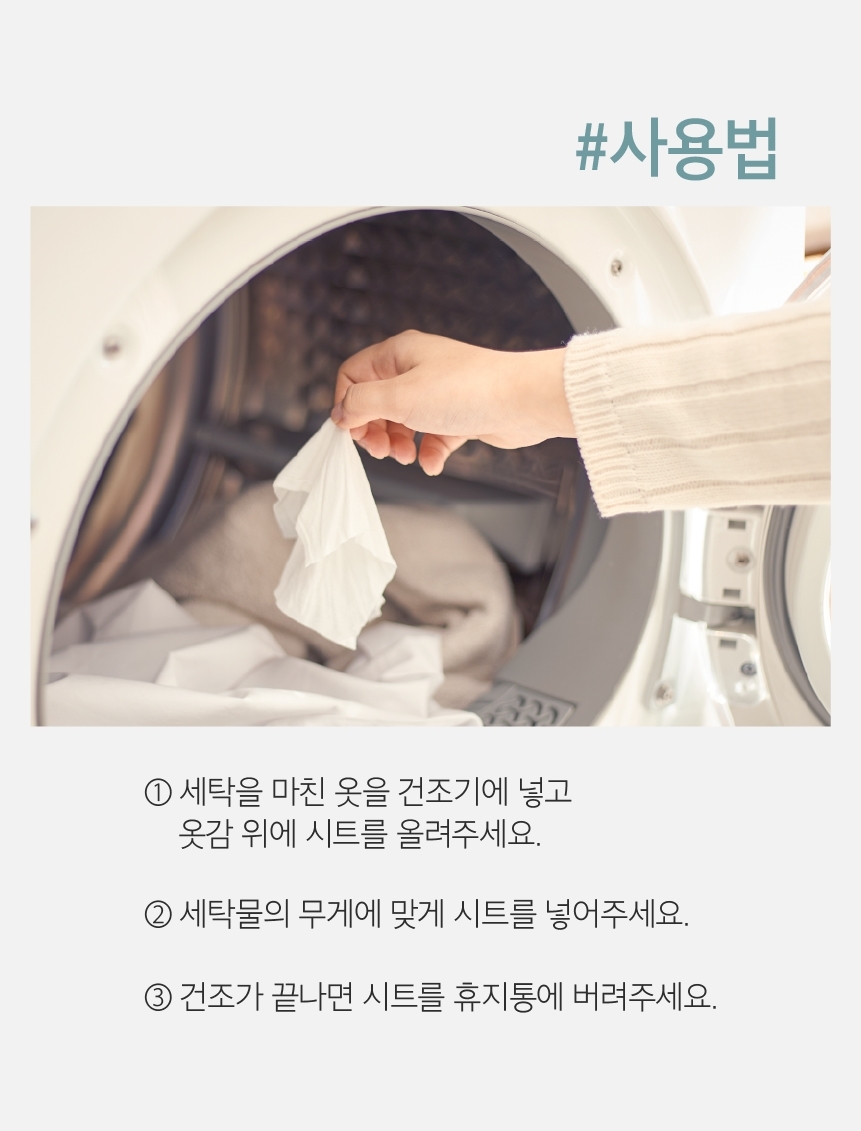 #사용법
① 세탁을 마친 옷을 건조기에 넣고
옷감 위에 시트를 올려주세요.
② 세탁물의 무게에 맞게 시트를 넣어주세요.
③ 건조가 끝나면 시트를 휴지통에 버려주세요.